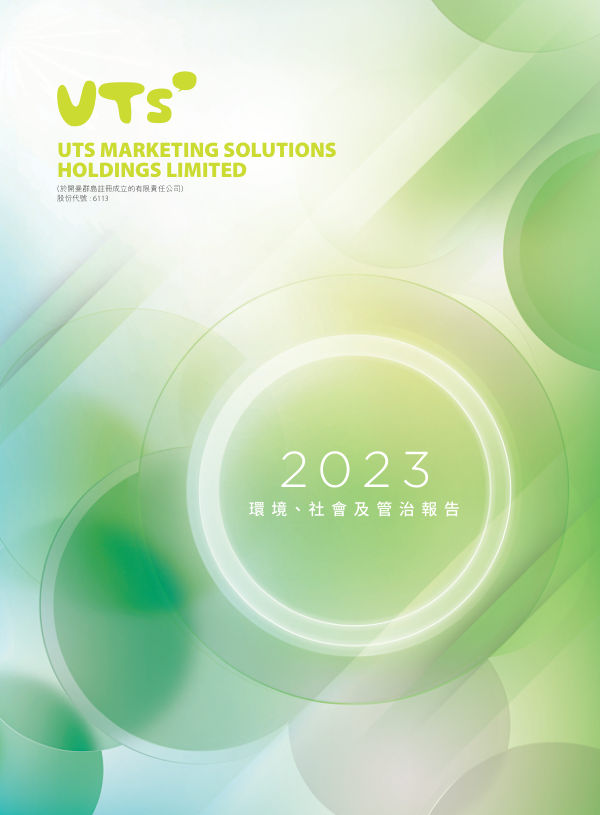 UTS
UTS MARKETING SOLUTIONS
HOLDINGS LIMITED
(於開曼群島註冊成立的有限責任公司)
股份代號 : 6113
2023
環境、社會及管治報告